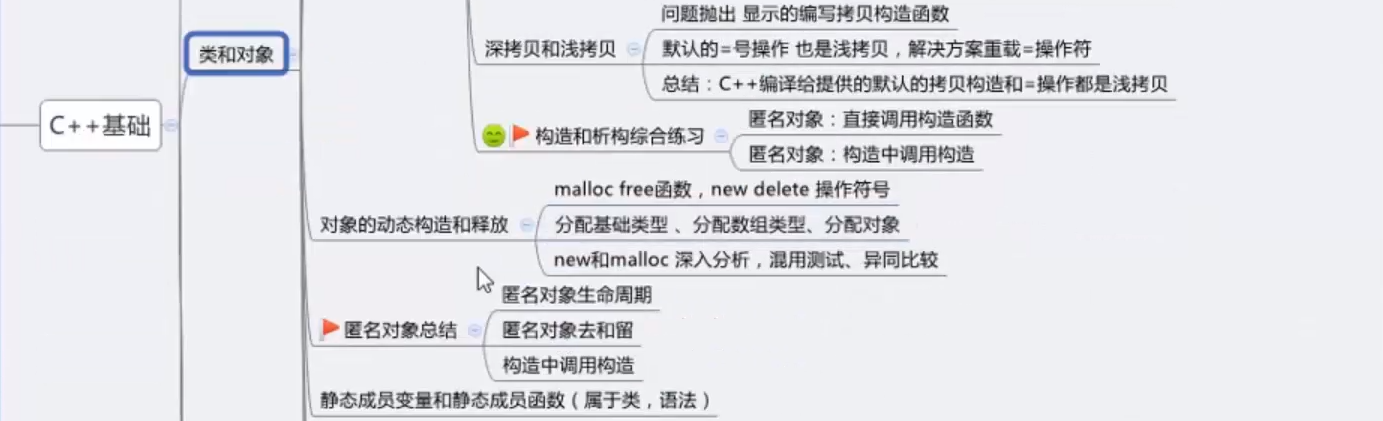 C++基础
类和对象
深拷贝和浅拷贝
问题抛出 显示的编写拷贝构造函数
默认的=号操作 也是浅拷贝，解决方案重载=操作符
总结：C++编译给提供的默认的拷贝构造和=操作都是浅拷贝
构造和析构综合练习
匿名对象：直接调用构造函数
匿名对象：构造中调用构造
对象的动态构造和释放
malloc free函数，new delete 操作符号
分配基础类型 、分配数组类型、分配对象
new和malloc 深入分析，混用测试、异同比较
匿名对象总结
匿名对象生命周期
匿名对象去和留
构造中调用构造
静态成员变量和静态成员函数（属于类，语法）